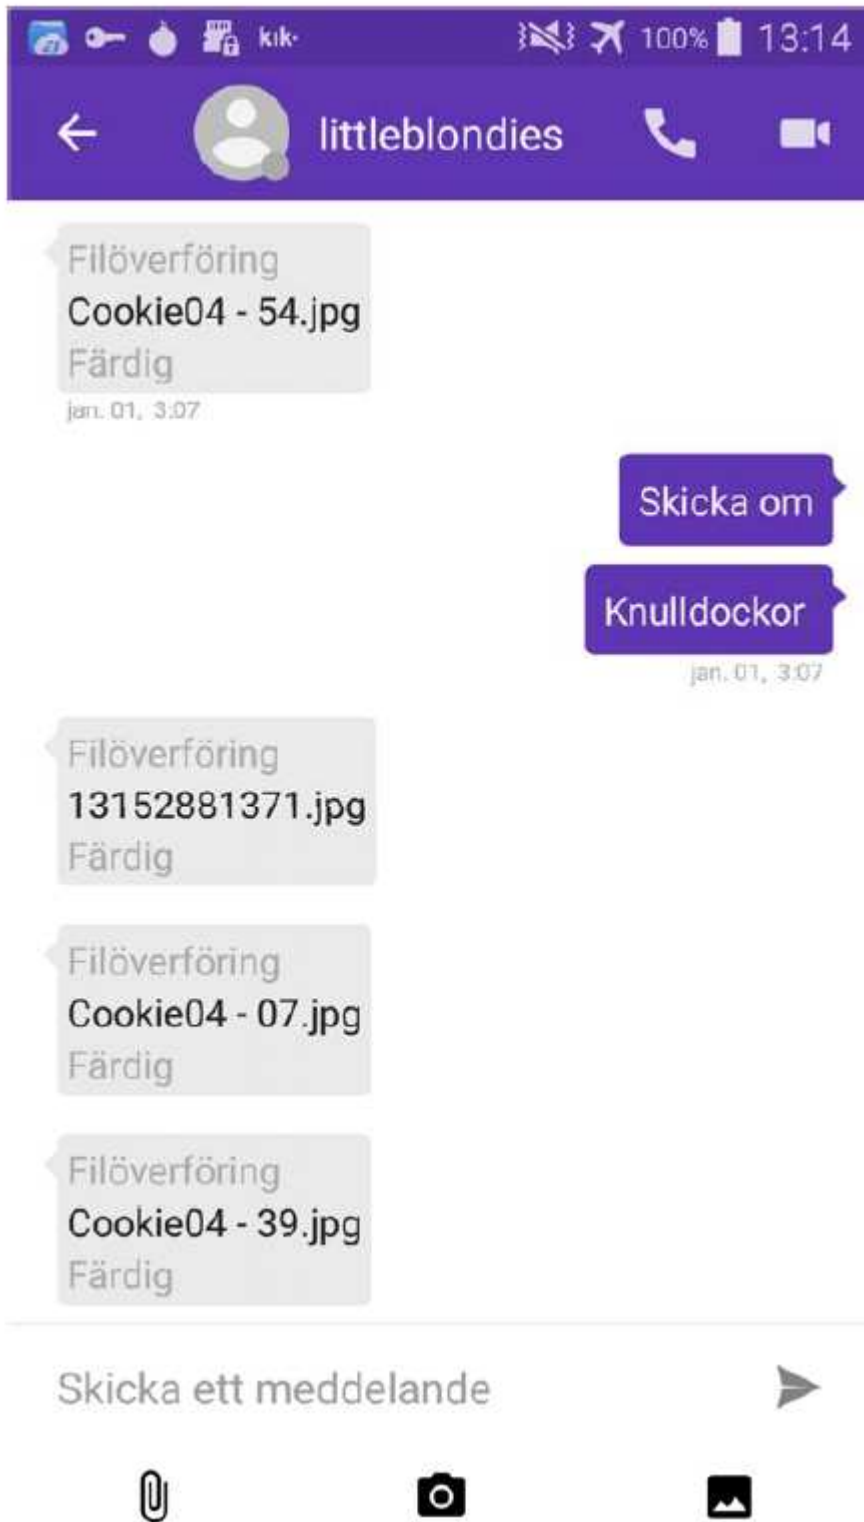 kik·
100%
13:14
littleblondies
Filöverföring
Cookie04 - 54.jpg
Färdig
jan. 01, 3:07
Skicka om
Knulldockor
jan. 01, 3:07
Filöverföring
13152881371.jpg
Färdig
Filöverföring
Cookie04 - 07.jpg
Färdig
Filöverföring
Cookie04 - 39.jpg
Färdig
Skicka ett meddelande